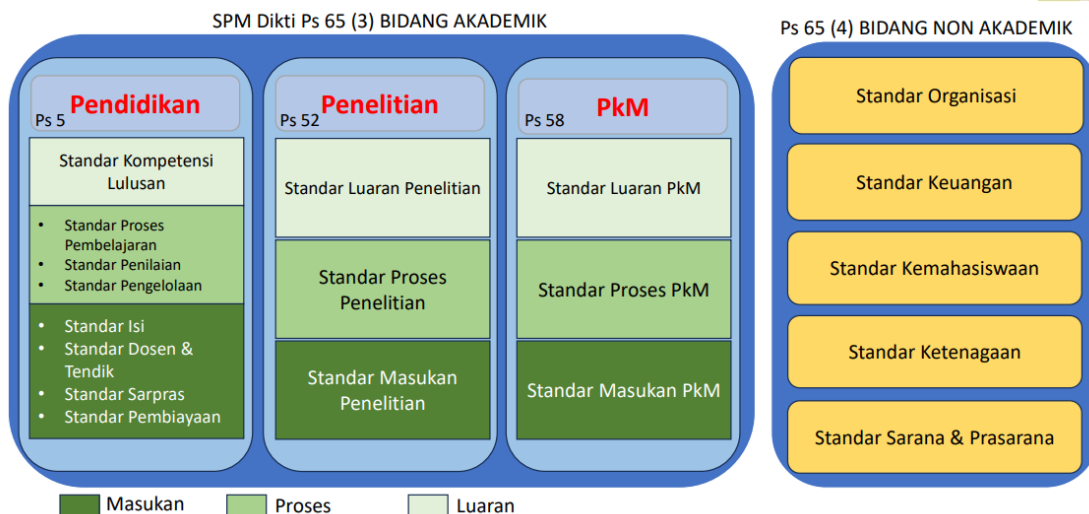 SPM Dikti Ps 65 (3) BIDANG AKADEMIK
Pendidikan
Ps 5
Standar Kompetensi
Lulusan
• Standar Proses
Pembelajaran
• Standar Penilaian
• Standar Pengelolaan
• Standar Isi
• Standar Dosen &
Tendik
• Standar Sarpras
• Standar Pembiayaan
Penelitian
Ps 52
Standar Luaran Penelitian
Standar Proses
Penelitian
Standar Masukan
Penelitian
PkM
Ps 58
Standar Luaran PkM
Standar Proses PkM
Standar Masukan PkM
Ps 65 (4) BIDANG NON AKADEMIK
Standar Organisasi
Standar Keuangan
Standar Kemahasiswaan
Standar Ketenagaan
Standar Sarana & Prasarana
Masukan
Proses
Luaran